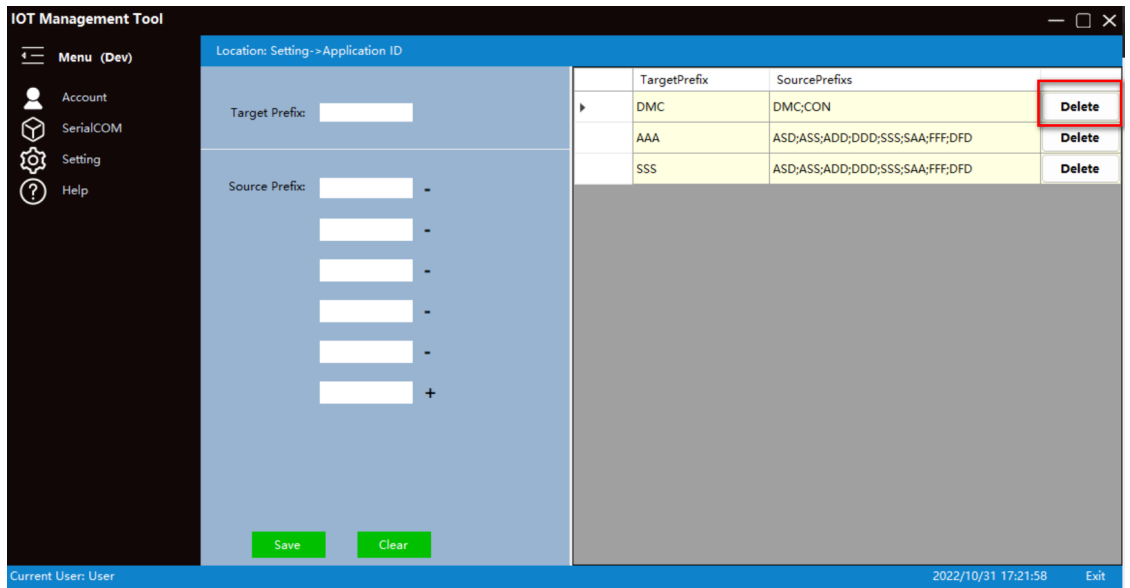 IOT Management Tool
Menu (Dev)
Account
SerialCOM
Setting
Help
Location: Setting->Application ID
Target Prefix:
Source Prefix:
-
-
-
-
-
+
Save Clear
TargetPrefix SourcePrefixs
DMC DMC;CON Delete
AAA ASD;ASS;ADD;DDD;SSS;SAA;FFF;DFD Delete
SSS ASD;ASS;ADD;DDD;SSS;SAA;FFF;DFD Delete
Current User: User 2022/10/31 17:21:58 Exit